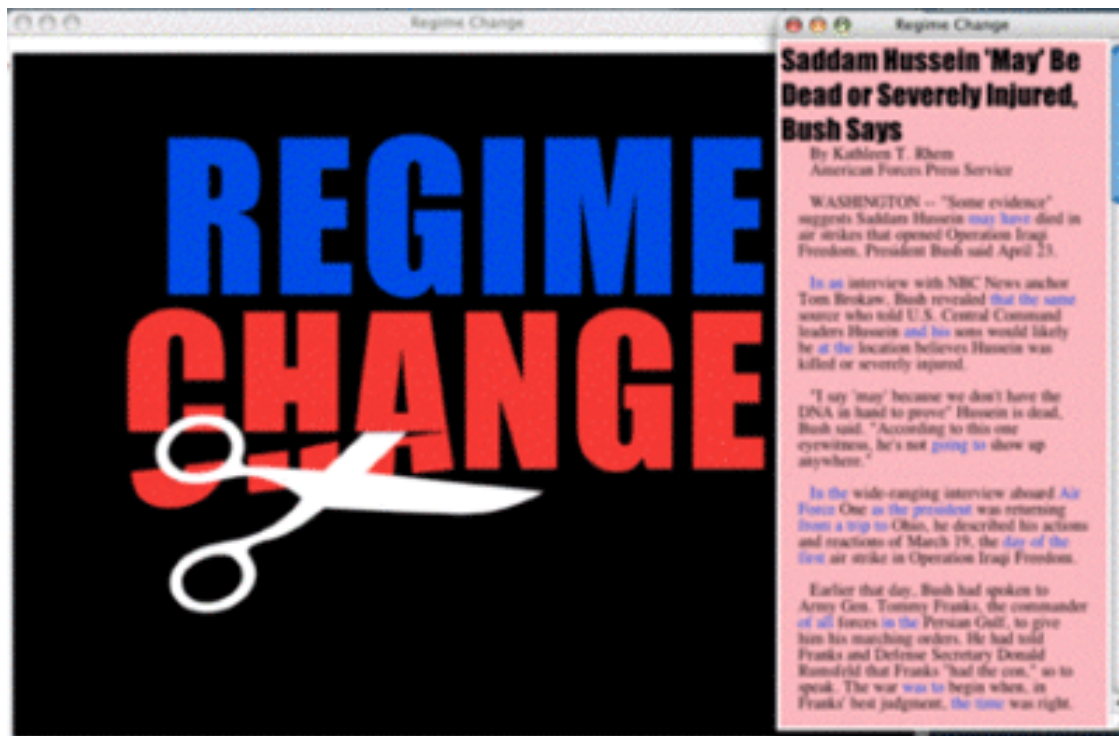 Regime Change
REGIME
CHANGE
Regime Change
Saddam Hussein 'May' Be
Dead or Severely Injured,
Bush Says
By Kathleen T. Rhem
American Forces Press Service
WASHINGTON -- "Some evidence"
suggests Saddam Hussein may have died in
air strikes that opened Operation Iraqi
Freedom, President Bush said April 23.
In an interview with NBC News anchor
Tom Brokaw, Bush revealed that the same
source who told U.S. Central Command
leaders Hussein and his sons would likely
be at the location believes Hussein was
killed or severely injured.
"I say 'may' because we don't have the
DNA in hand to prove" Hussein is dead,
Bush said. "According to this one
eyewitness, he's not going to show up
anywhere."
In the wide-ranging interview aboard Air
Force One as the president was returning
from a trip to Ohio, he described his actions
and reactions of March 19, the day of the
first air strike in Operation Iraqi Freedom.
Earlier that day, Bush had spoken to
Army Gen. Tommy Franks, the commander
of all forces in the Persian Gulf, to give
him his marching orders. He had told
Franks and Defense Secretary Donald
Rumsfeld that Franks "had the con," so to
speak. The war was to begin when, in
Franks' best judgment, the time was right.